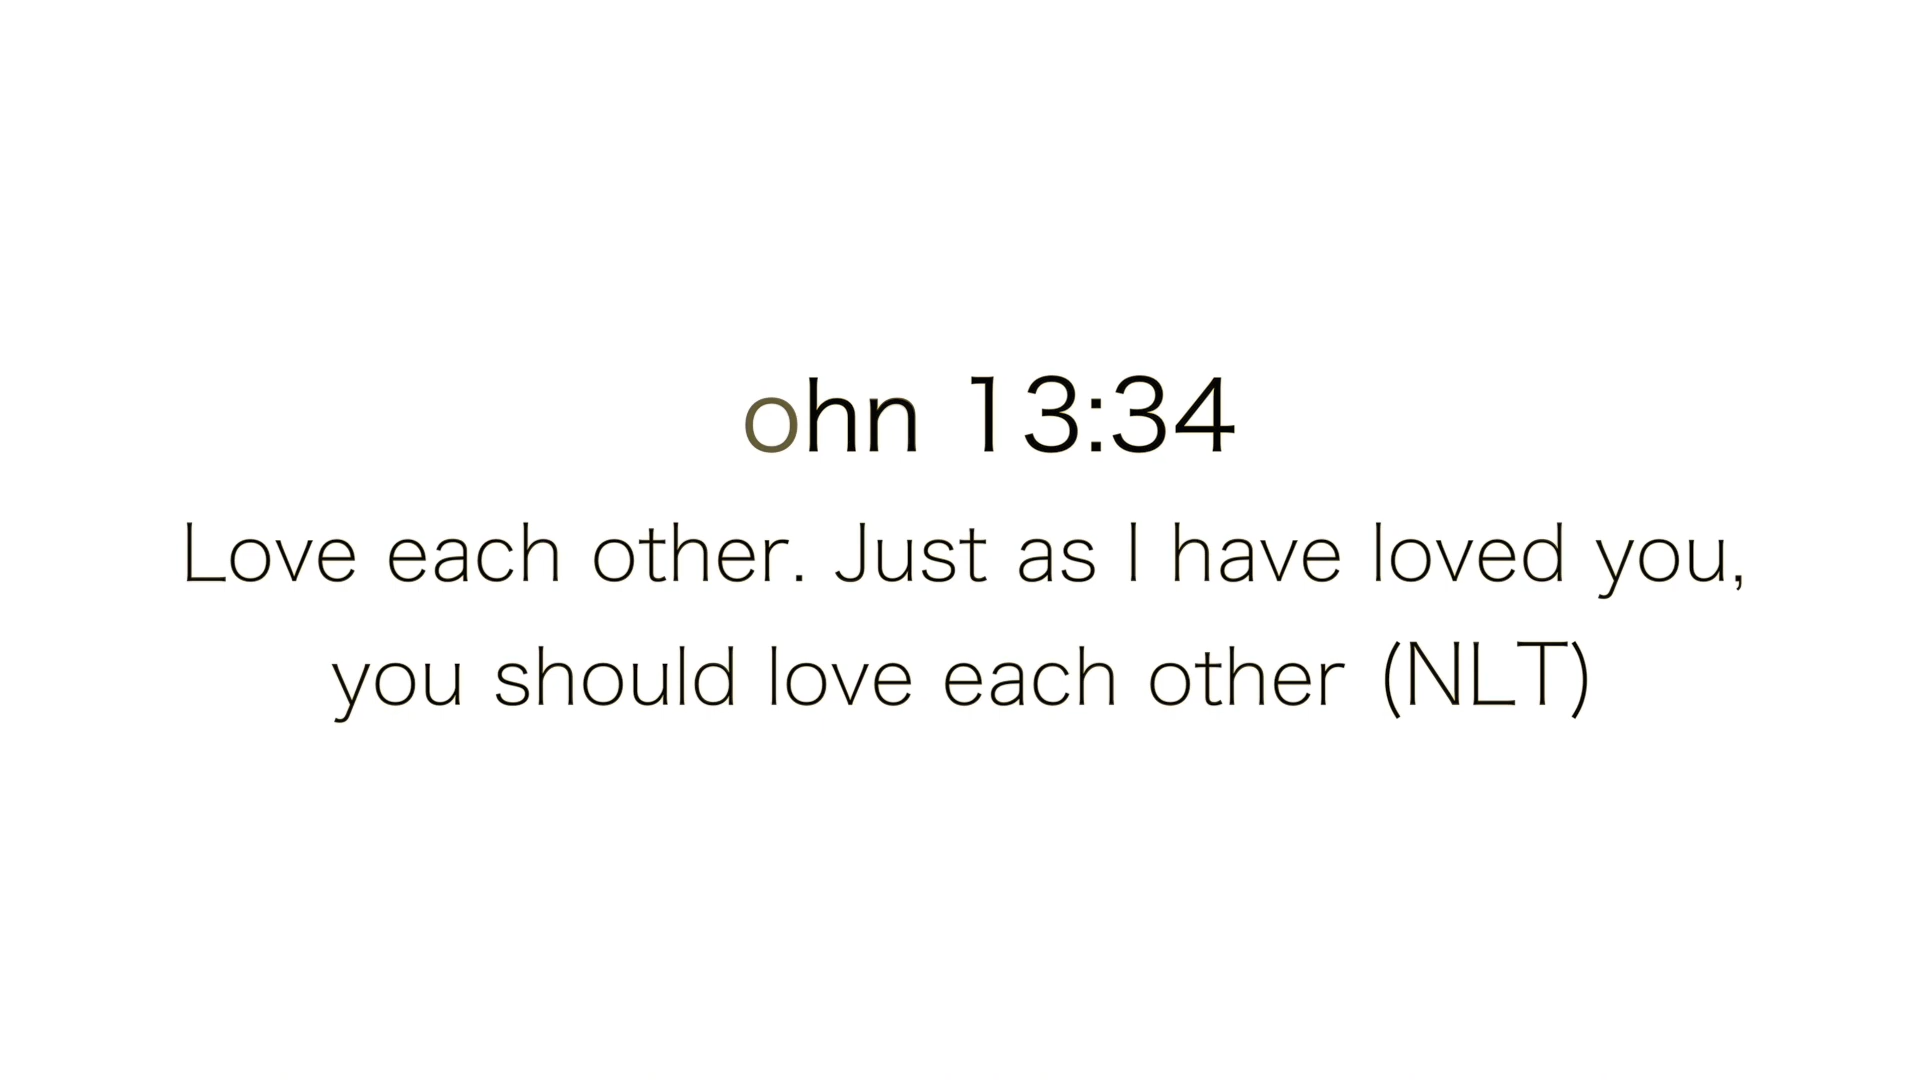 ohn 13:34
Love each other. Just as I have loved you,
you should love each other (NLT)